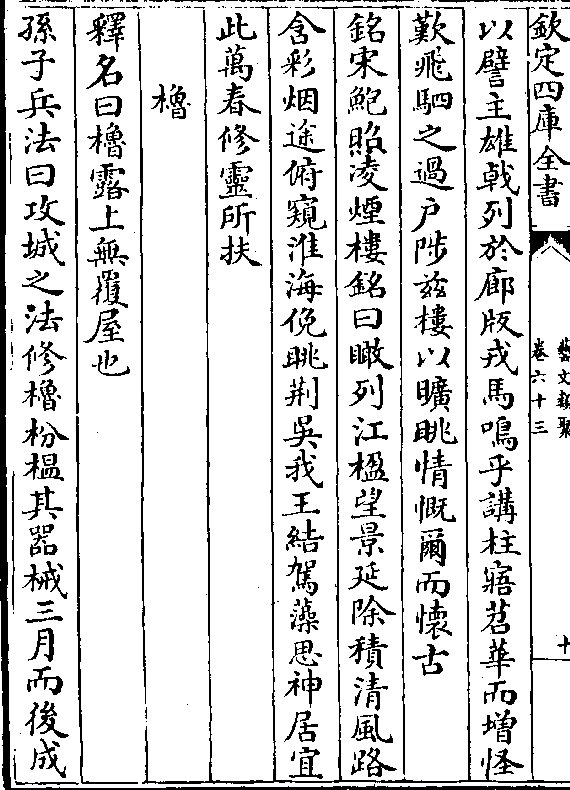 欽定四庫全書
藝文類聚
卷六十三
十
以譬主雄戟列於廊版戎馬鳴乎講柱寤苕華而増怪
歎飛駟之過户陟兹樓以曠眺情慨爾而懷古
銘宋鮑照凌煙樓銘曰瞰列江楹望景延除積清風路
含彩烟途俯窺淮海俛眺荆吳我王結駕藻思神居宜
此萬春修靈所扶
櫓
釋名曰櫓露上無覆屋也
孫子兵法曰攻城之法修櫓枌榅其器械三月而後成